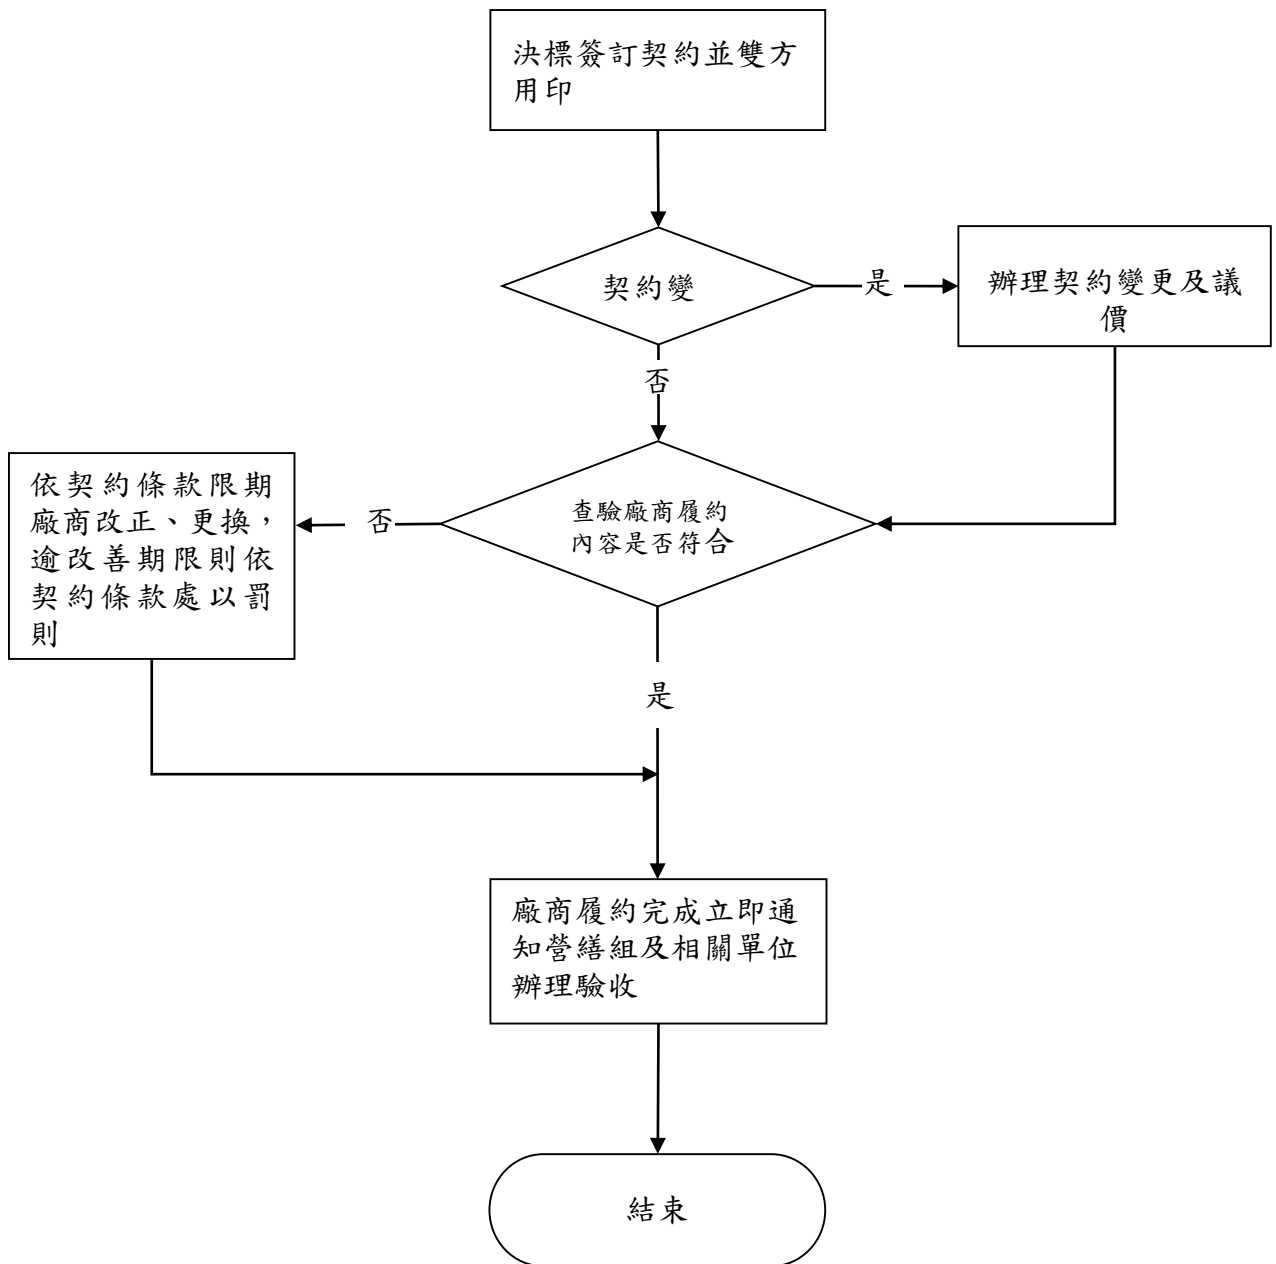 決標簽訂契約並雙方
用印
契約變
是
辦理契約變更及議
價
否
依契約條款限期
廠商改正、更換，
逾改善期限則依
契約條款處以罰
則
否
查驗廠商履約
內容是否符合
是
廠商履約完成立即通
知營繕組及相關單位
辦理驗收
結束